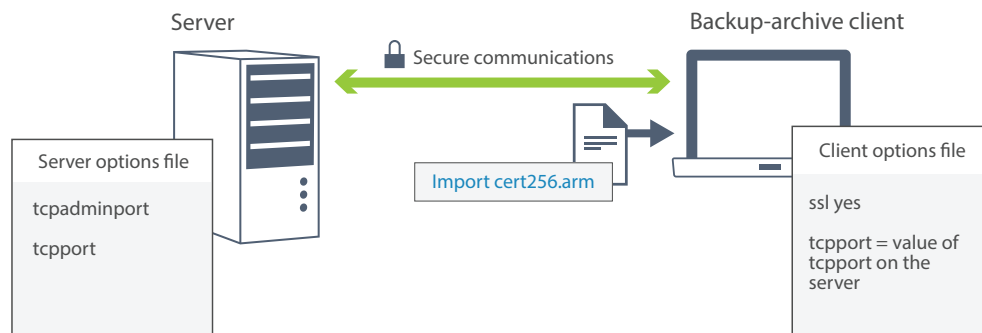 Server
Backup-archive client
Secure communications
Server options file
tcpadminport
tcpport
Import cert256.arm
Client options file
ssl yes
tcpport = value of
tcpport on the
server